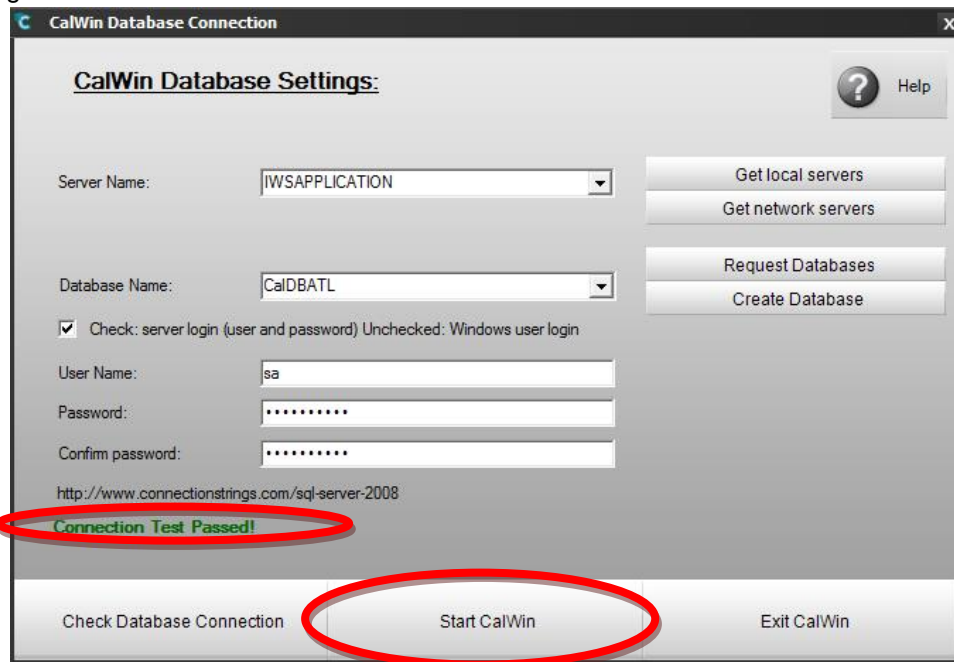 CalWin Database Connection X
CalWin Database Settings:
? Help
Server Name: IWSAPPLICATION Get local servers
Get network servers
Request Databases
Database Name: CalDBATL Create Database
Check: server login (user and password) Unchecked: Windows user login
User Name: sa
Password: ••••••••••
Confirm password: ••••••••••
http://www.connectionstrings.com/sql-server-2008
Connection Test Passed!
Check Database Connection Start CalWin Exit CalWin